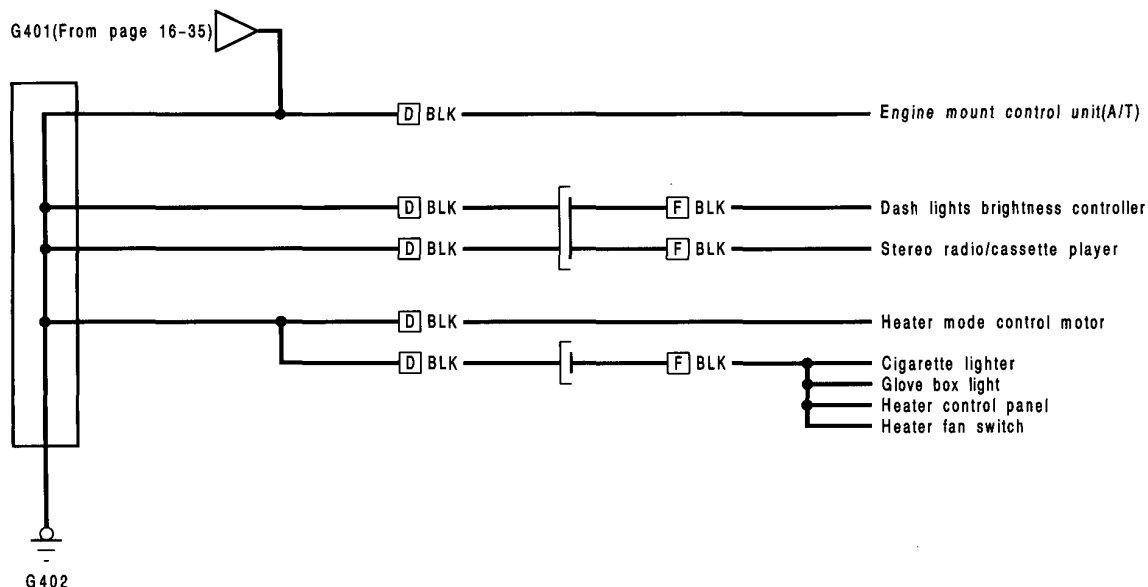 G401(From page 16-35)
D BLK Engine mount control unit(A/T)
D BLK F BLK Dash lights brightness controller
D BLK F BLK Stereo radio/cassette player
D BLK Heater mode control motor
D BLK F BLK Cigarette lighter
Glove box light
Heater control panel
Heater fan switch
G402